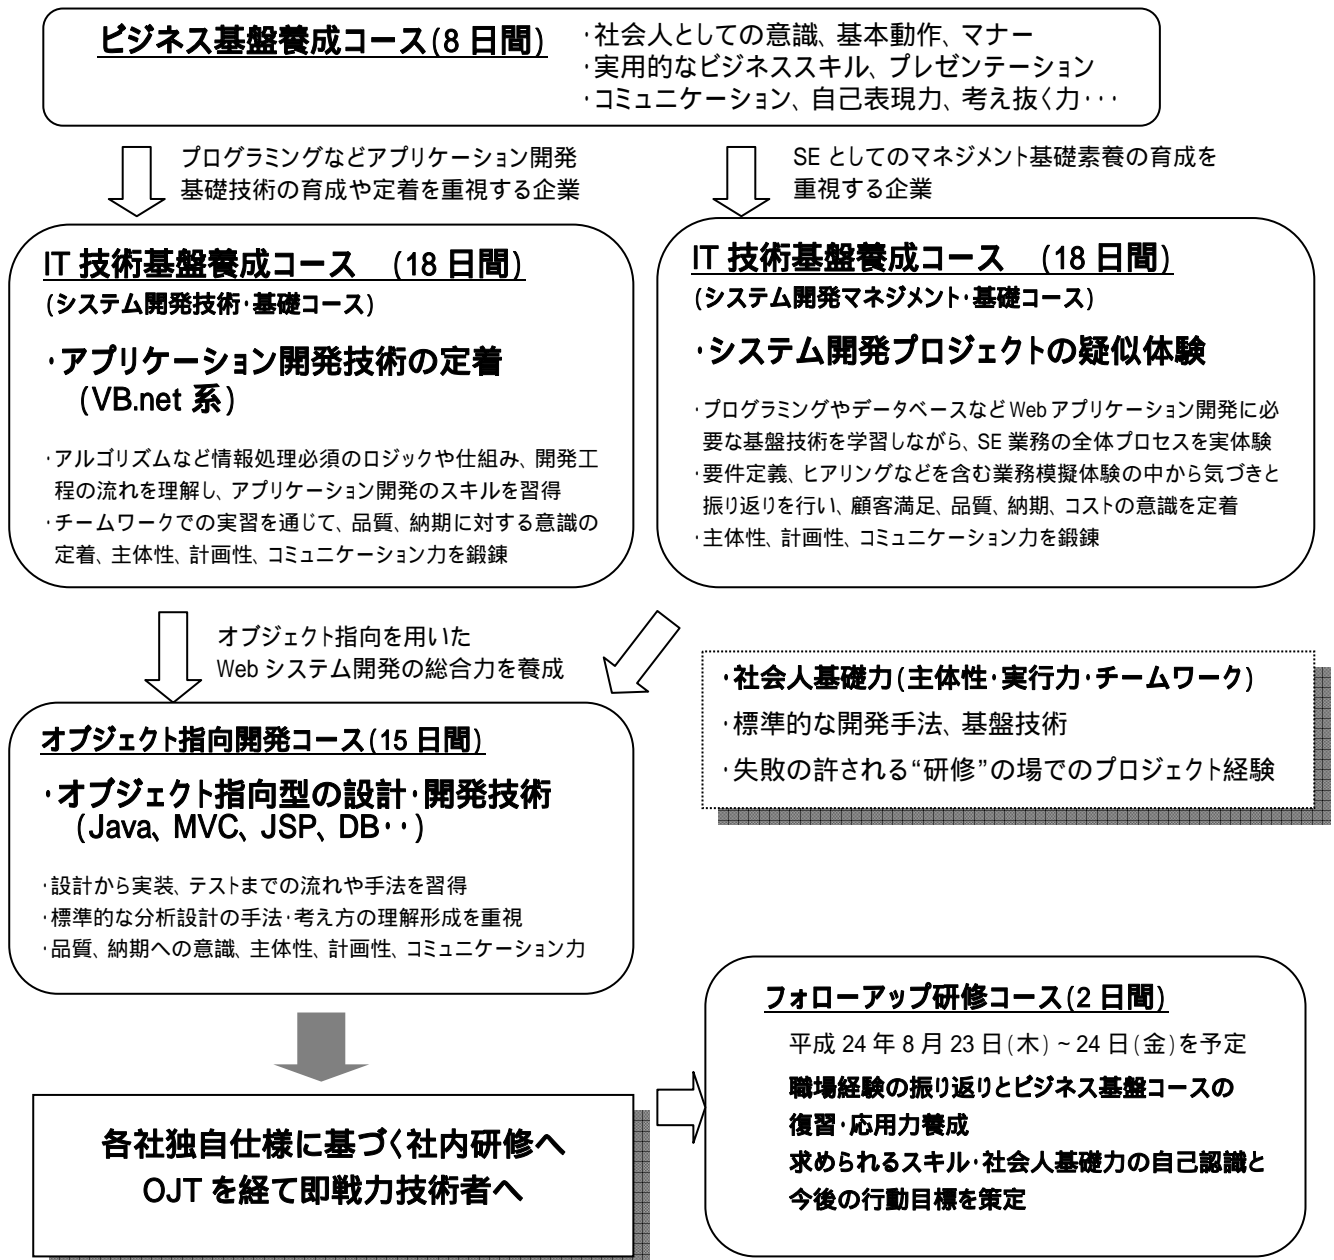 ビジネス基盤養成コース(8 日間)
・社会人としての意識、基本動作、マナー
・実用的なビジネススキル、プレゼンテーション
・コミュニケーション、自己表現力、考え抜く力・・・
プログラミングなどアプリケーション開発
基礎技術の育成や定着を重視する企業
SE としてのマネジメント基礎素養の育成を
重視する企業
IT 技術基盤養成コース (18 日間)
(システム開発技術・基礎コース)
・アプリケーション開発技術の定着
(VB.net 系)
・アルゴリズムなど情報処理必須のロジックや仕組み、開発工
程の流れを理解し、アプリケーション開発のスキルを習得
・チームワークでの実習を通じて、品質、納期に対する意識の
定着、主体性、計画性、コミュニケーション力を鍛錬
IT 技術基盤養成コース (18 日間)
(システム開発マネジメント・基礎コース)
・システム開発プロジェクトの疑似体験
・プログラミングやデータベースなど Web アプリケーション開発に必
要な基盤技術を学習しながら、SE 業務の全体プロセスを実体験
・要件定義、ヒアリングなどを含む業務模擬体験の中から気づきと
振り返りを行い、顧客満足、品質、納期、コストの意識を定着
・主体性、計画性、コミュニケーション力を鍛錬
オブジェクト指向を用いた
Web システム開発の総合力を養成
・社会人基礎力(主体性・実行力・チームワーク)
・標準的な開発手法、基盤技術
・失敗の許される“研修”の場でのプロジェクト経験
オブジェクト指向開発コース(15 日間)
・オブジェクト指向型の設計・開発技術
(Java、MVC、JSP、DB・・)
・設計から実装、テストまでの流れや手法を習得
・標準的な分析設計の手法・考え方の理解形成を重視
・品質、納期への意識、主体性、計画性、コミュニケーション力
フォローアップ研修コース(2 日間)
平成 24 年 8 月 23 日(木) ~ 24 日(金)を予定
職場経験の振り返りとビジネス基盤コースの
復習・応用力養成
求められるスキル・社会人基礎力の自己認識と
今後の行動目標を策定
各社独自仕様に基づく社内研修へ
OJT を経て即戦力技術者へ